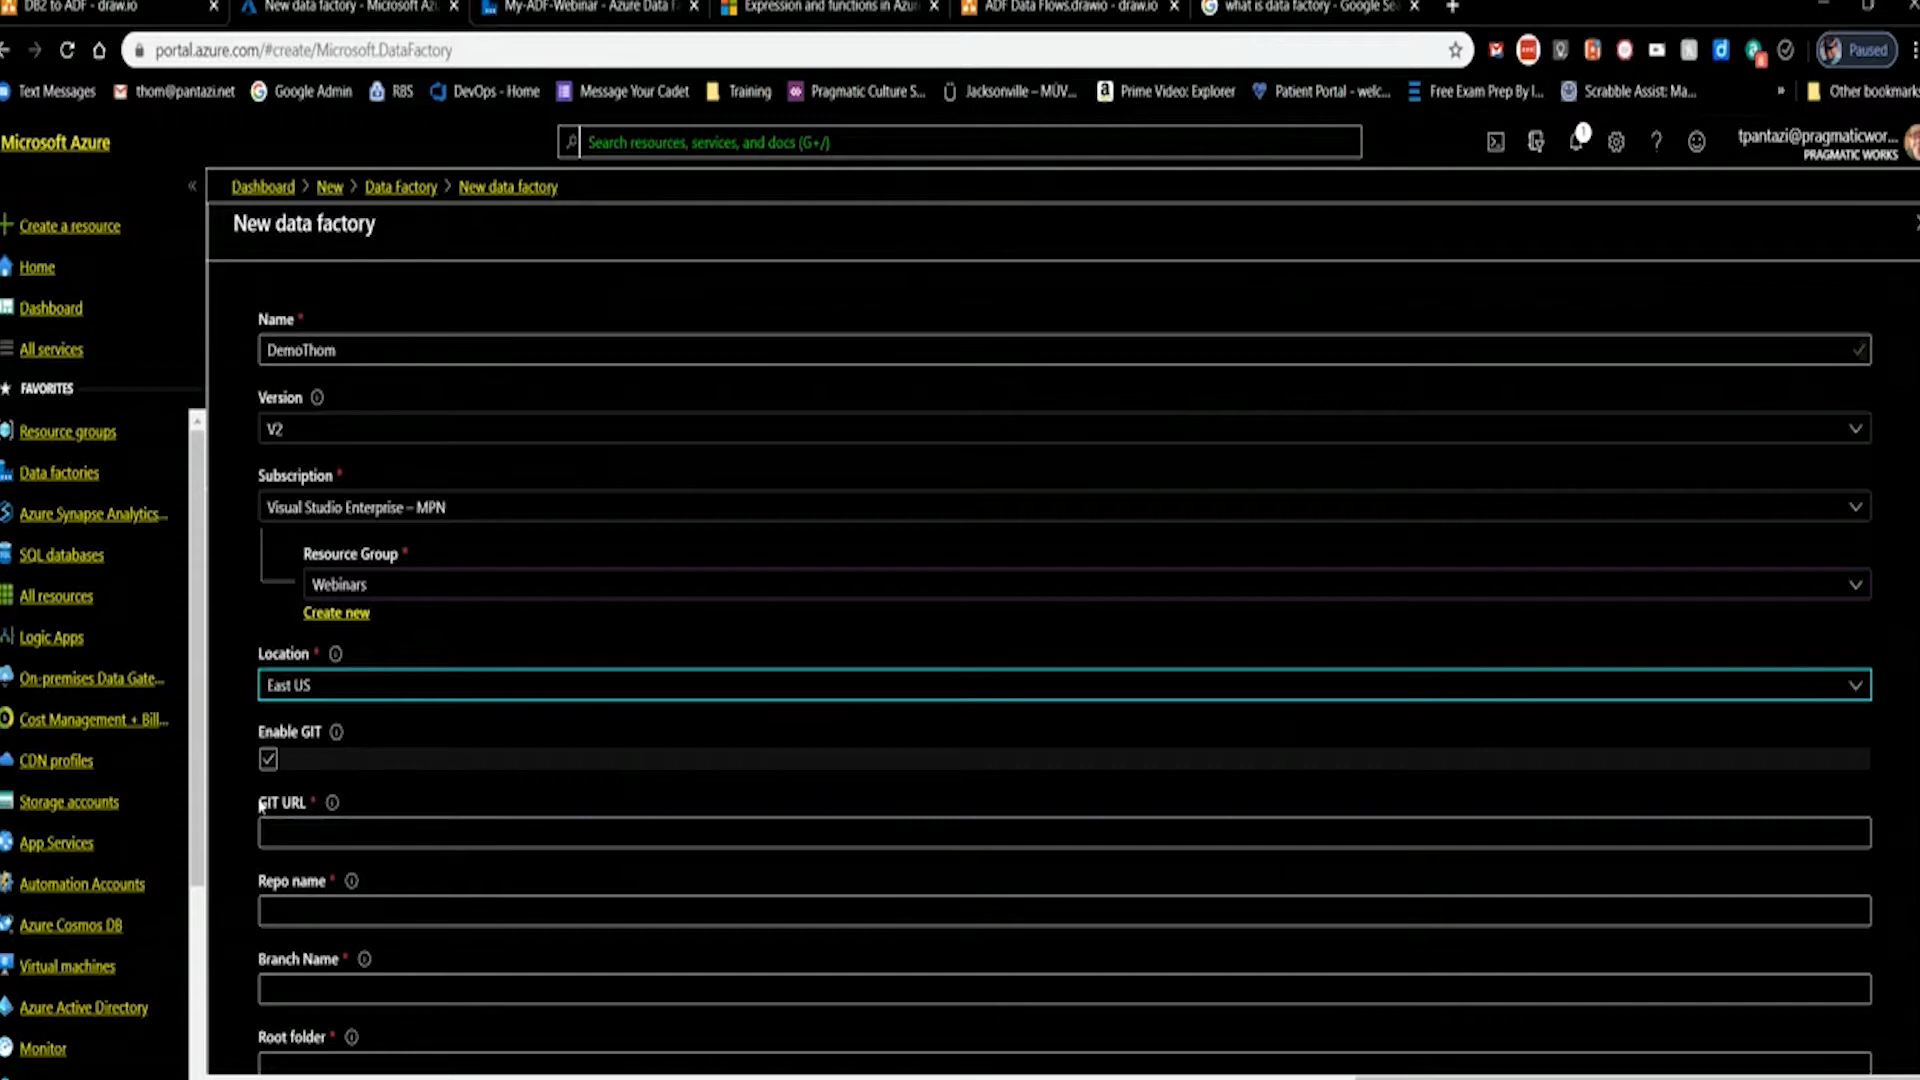 DB2 to ADF - draw.io
New data factory - Microsoft Az
My-ADF-Webinar - Azure Data F
Expression and functions in Azur
ADF Data Flows.drawio - draw.io
what is data factory - Google Se
portal.azure.com/#create/Microsoft.DataFactory
Paused
Text Messages
thom@pantazi.net
Google Admin
RBS
DevOps - Home
Message Your Cadet
Training
Pragmatic Culture S...
Jacksonville – MÜV...
Prime Video: Explorer
Patient Portal - welc...
Free Exam Prep By I...
Scrabble Assist: Ma...
»
Other bookmarks
Microsoft Azure
Search resources, services, and docs (G+/)
1
tpantazi@pragmaticwor...
PRAGMATIC WORKS
«
Dashboard > New > Data Factory > New data factory
New data factory
Create a resource
Home
Dashboard
All services
FAVORITES
Resource groups
Data factories
Azure Synapse Analytics...
SQL databases
All resources
Logic Apps
On-premises Data Gate...
Cost Management + Bill...
CDN profiles
Storage accounts
App Services
Automation Accounts
Azure Cosmos DB
Virtual machines
Azure Active Directory
Monitor
Name *
DemoThom
Version
V2
Subscription *
Visual Studio Enterprise – MPN
Resource Group *
Webinars
Create new
Location *
East US
Enable GIT
GIT URL *
Repo name *
Branch Name *
Root folder *